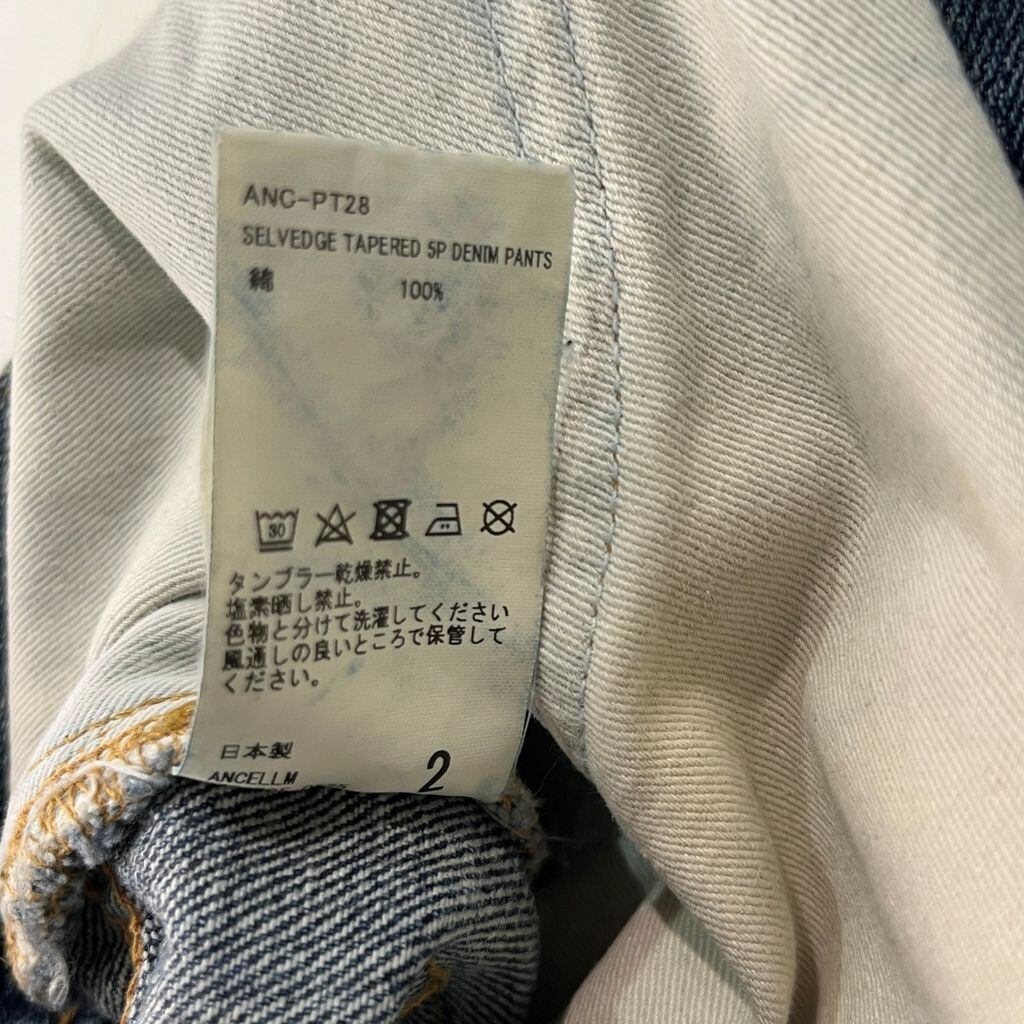 ANC-PT28
SELVEDGE TAPERED 5P DENIM PANTS
綿 100%
30
タンブラー乾燥禁止。
塩素晒し禁止。
色物と分けて洗濯してください
風通しの良いところで保管して
ください。
日本製
ANCELLM 2